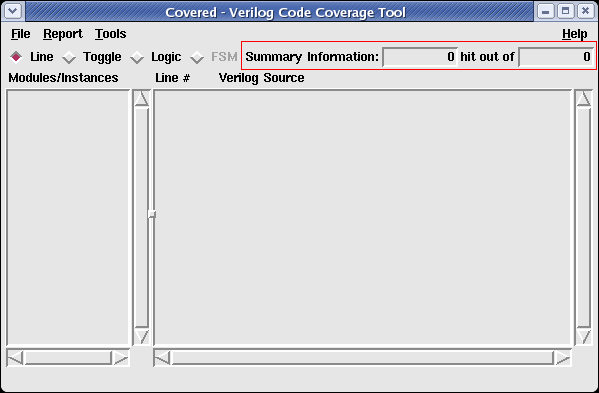 Covered - Verilog Code Coverage Tool
File Report Tools Help
Line Toggle Logic FSM Summary Information: 0 hit out of 0
Modules/Instances Line # Verilog Source